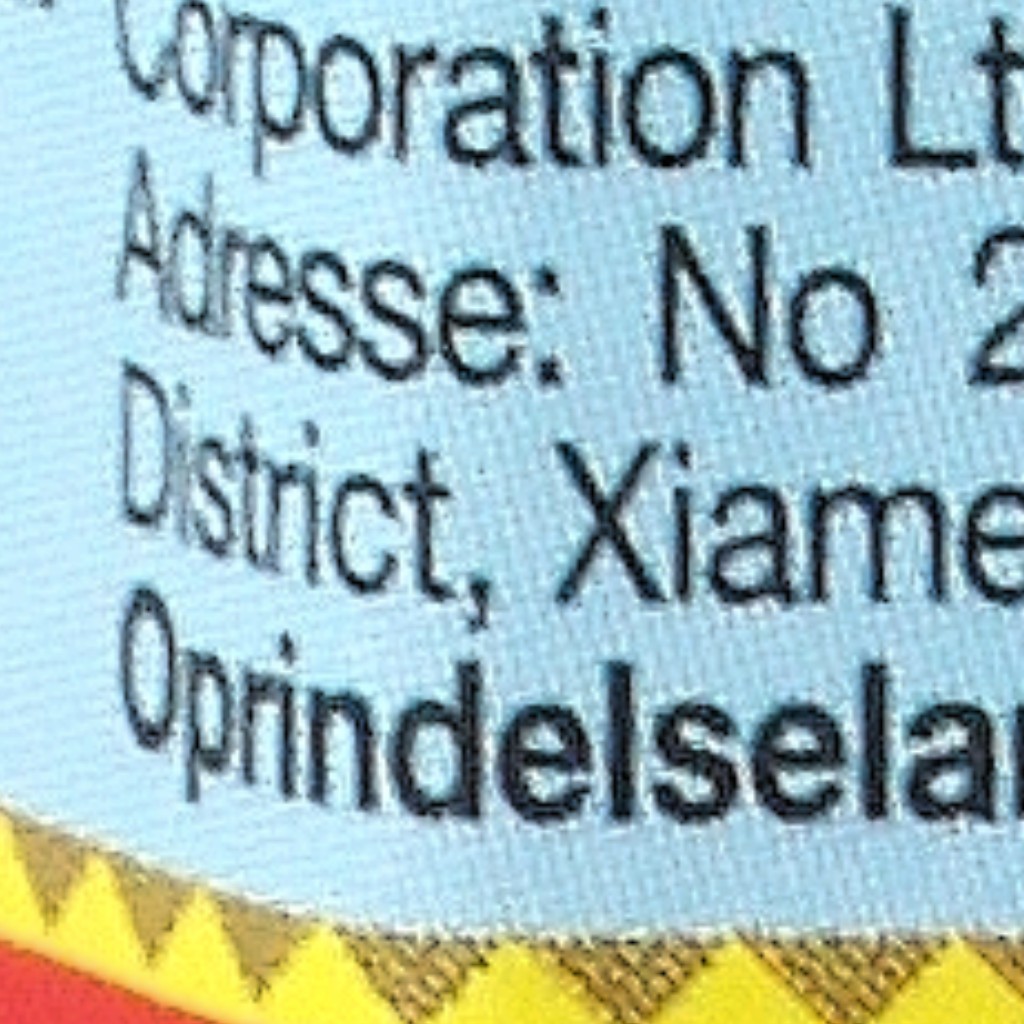 Corporation Lt
Adresse: No 2
District, Xiame
Oprindelselan